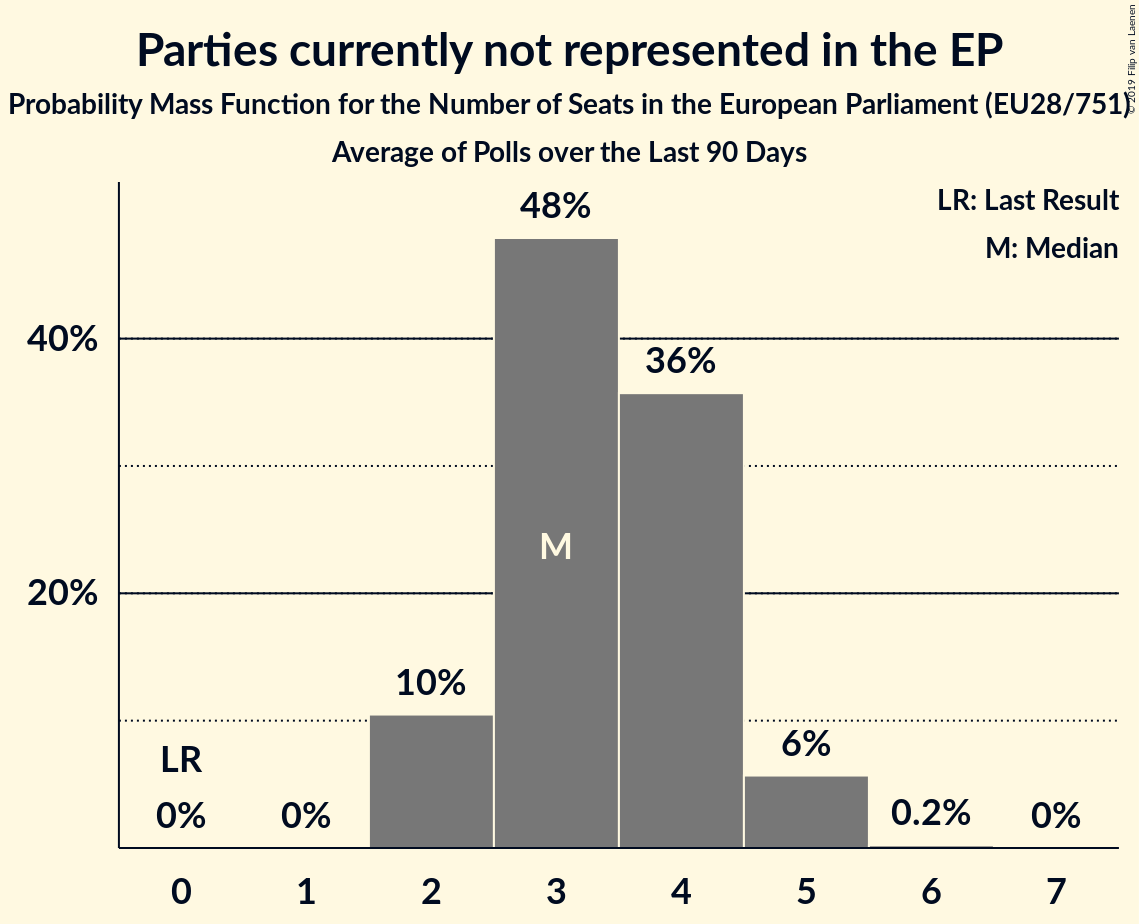 Parties currently not represented in the EP
Probability Mass Function for the Number of Seats in the European Parliament (EU28/751)
Average of Polls over the Last 90 Days
© 2019 Filip van Laenen
LR: Last Result
M: Median
48%
40%
36%
M
20%
10%
6%
LR
0%
0%
0.2%
0%
0 1 2 3 4 5 6 7